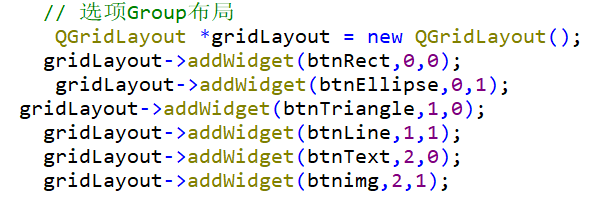 // 选项Group布局
QGridLayout *gridLayout = new QGridLayout();
gridLayout->addWidget(btnRect,0,0);
gridLayout->addWidget(btnEllipse,0,1);
gridLayout->addWidget(btnTriangle,1,0);
gridLayout->addWidget(btnLine,1,1);
gridLayout->addWidget(btnText,2,0);
gridLayout->addWidget(btnimg,2,1);